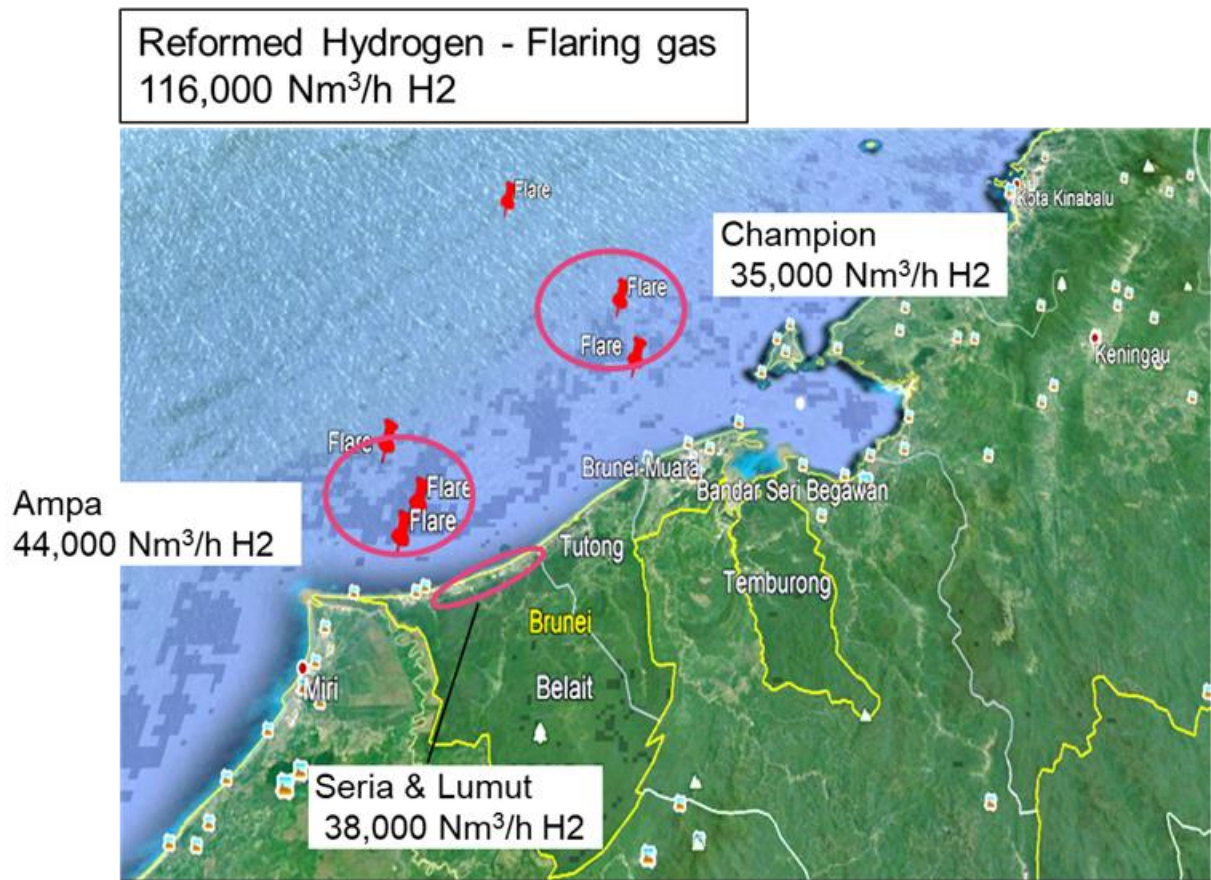 Reformed Hydrogen - Flaring gas
116,000 Nm³/h H2
Flare
Kota Kinabalu
Champion
35,000 Nm³/h H2
Flare
Flare
Keningau
Flare
Brunei-Muara
Flare
Bandar Seri Begawan
Ampa
44,000 Nm³/h H2
Flare
Tutong
Temburong
Brunei
Miri
Belait
Seria & Lumut
38,000 Nm³/h H2